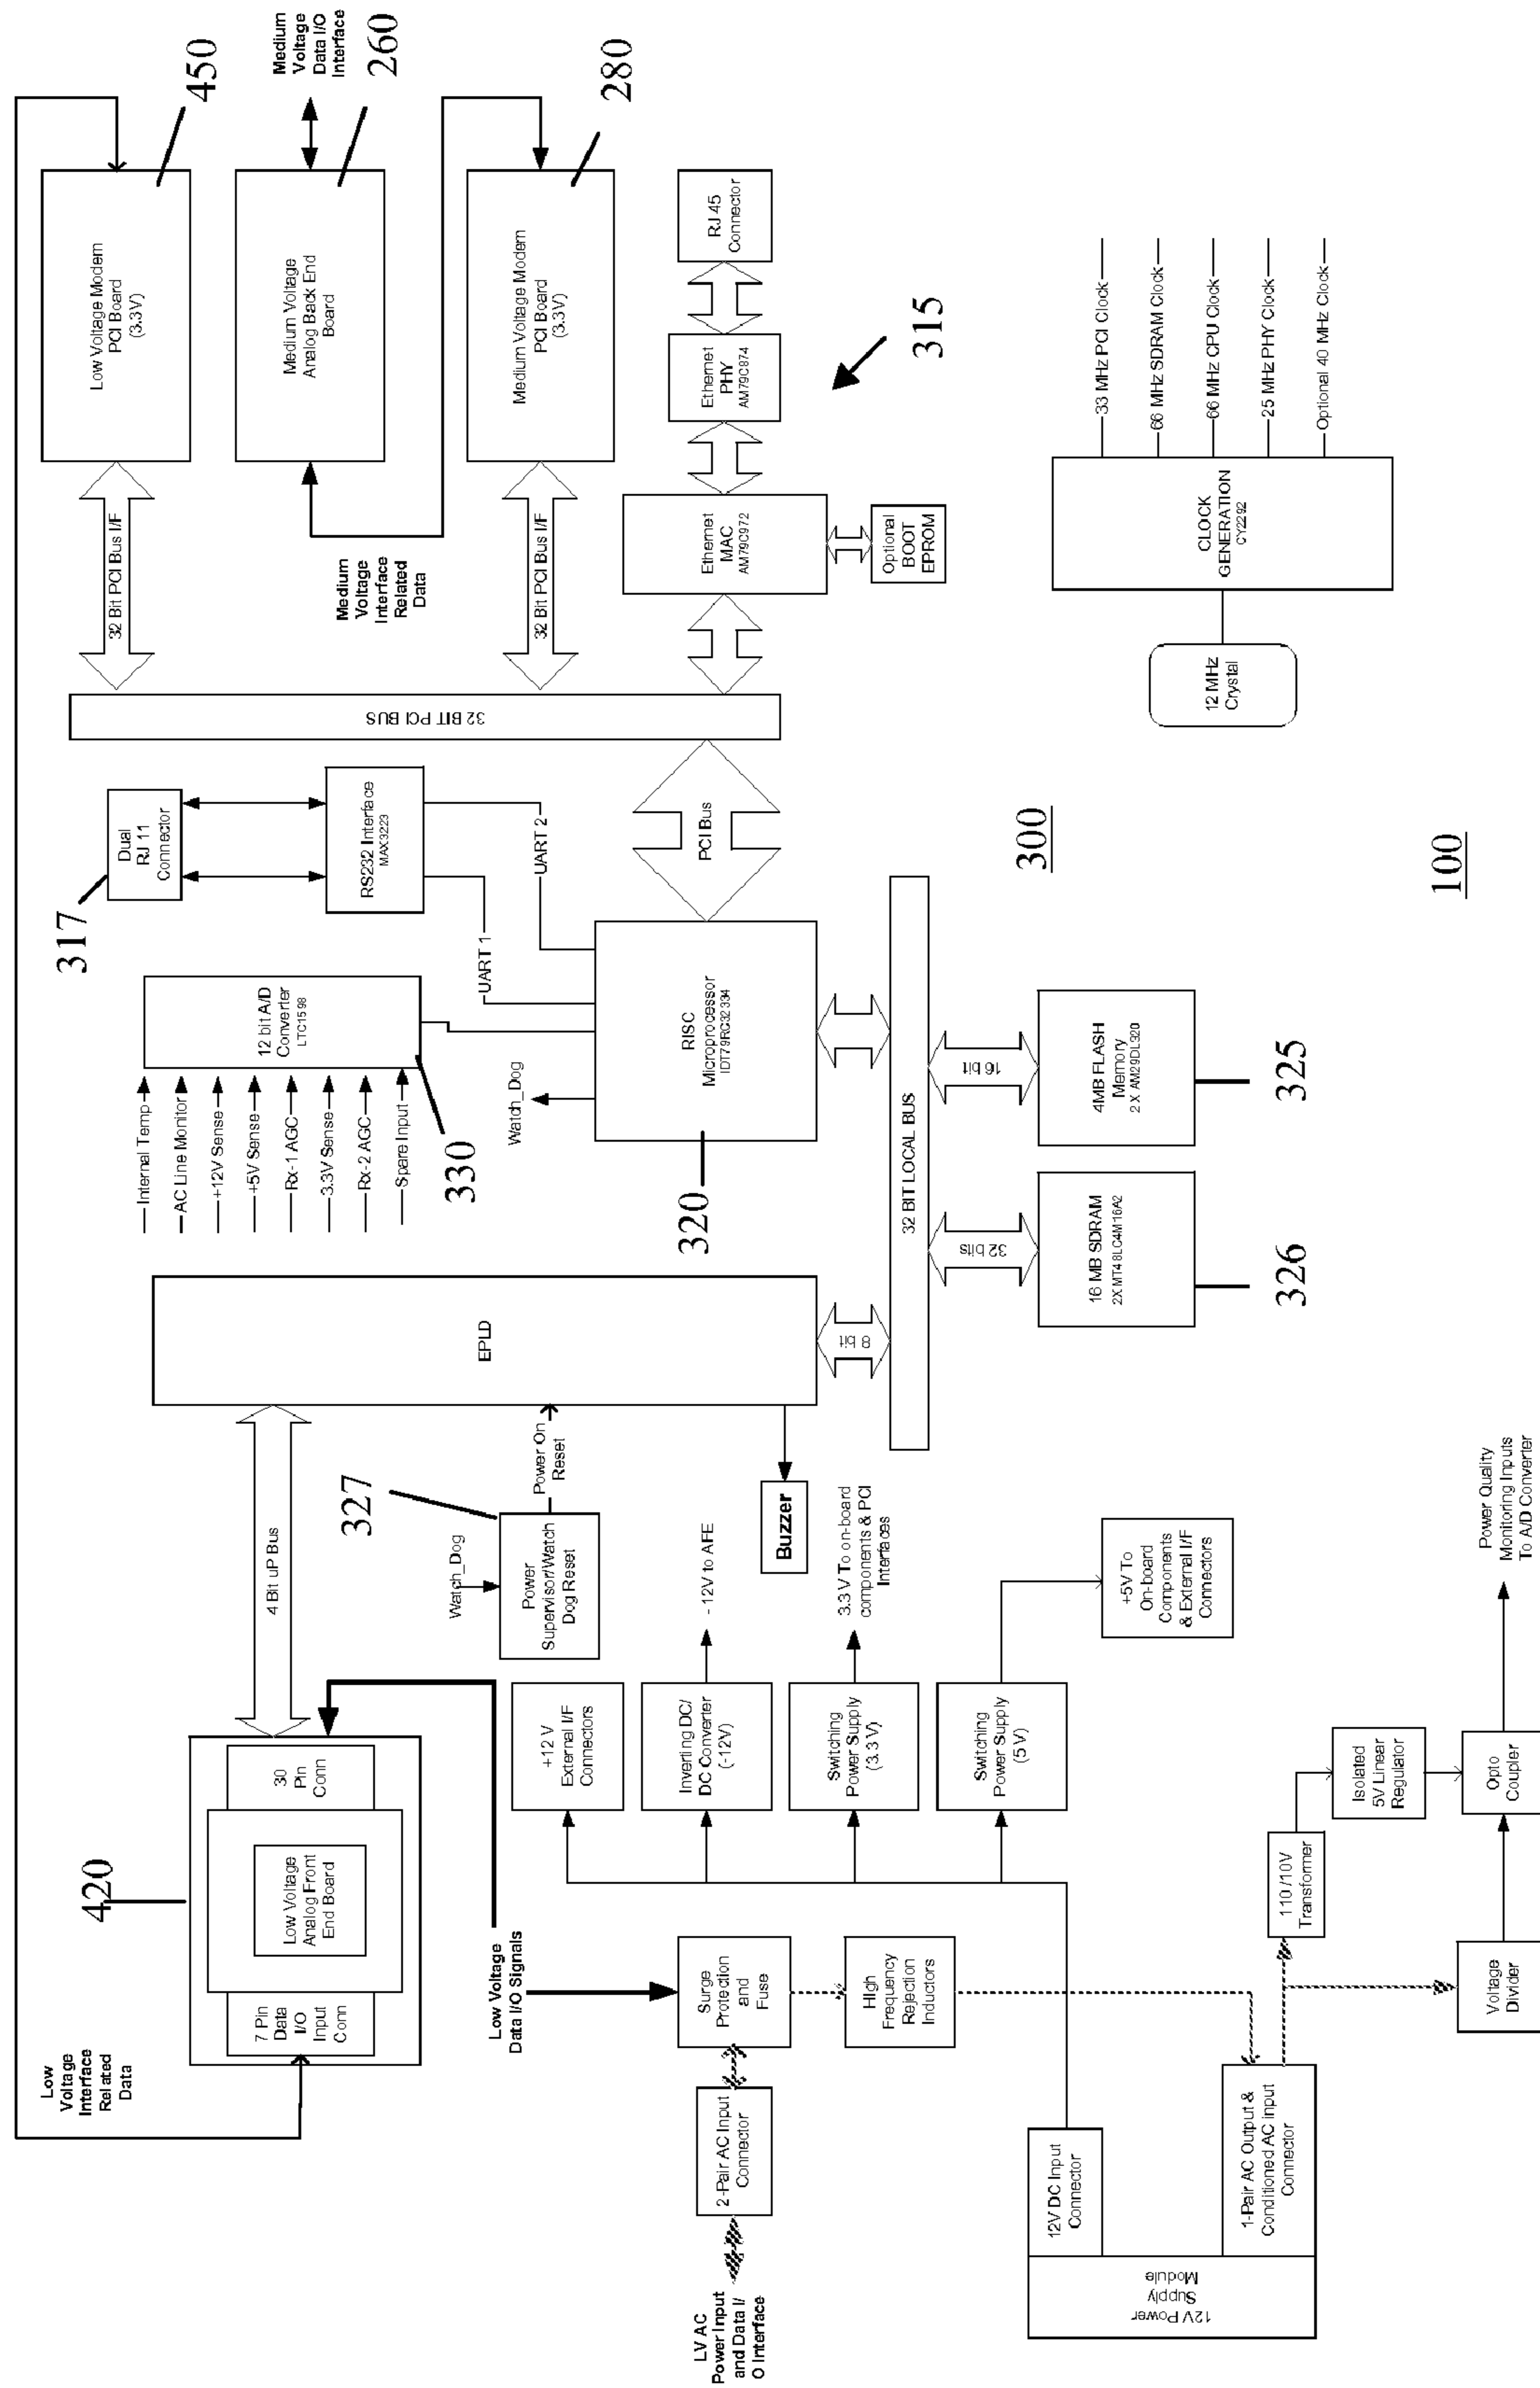 Low
Voltage
Interface
Related
Data
420
7 Pin
Data
I/O
Input
Conn
Low Voltage
Analog Front
End Board
30
Pin
Conn
4 Bit uP Bus
EPLD
Internal Temp
AC Line Monitor
+12V Sense
+5V Sense
Rx-1 AGC
3.3V Sense
Rx-2 AGC
Spare Input
12 bit A/D
Converter
LTC1598
330
317
Dual
RJ 11
Connector
RS232 Interface
MAX3223
UART 1
UART 2
32 BIT PCI BUS
32 Bit PCI Bus I/F
Low Voltage Modem
PCI Board
(3.3V)
450
Medium
Voltage
Data I/O
Interface
Medium Voltage
Analog Back End
Board
260
Medium
Voltage
Interface
Related
Data
32 Bit PCI Bus I/F
Medium Voltage Modem
PCI Board
(3.3V)
280
Low Voltage
Data I/O Signals
327
Watch_Dog
Power
Supervisor/Watch
Dog Reset
Power On
Reset
Buzzer
Watch_Dog
RISC
Microprocessor
IDT79RC32334
320
PCI Bus
Ethernet
MAC
AM79C972
Ethernet
PHY
AM79C874
RJ 45
Connector
Optional
BOOT
EPROM
315
LV AC
Power Input
and Data I/
O Interface
2-Pair AC Input
Connector
Surge
Protection
and
Fuse
HIgh
Frequency
Rejection
Inductors
+12 V
External I/F
Connectors
Inverting DC/
DC Converter
(-12V)
- 12V to AFE
Switching
Power Supply
(3.3 V)
3.3 V To on-board
components & PCI
Interfaces
Switching
Power Supply
(5 V)
+5V To
On-board
Components
& External I/F
Connectors
8 bit
32 BIT LOCAL BUS
32 bits
16 bit
16 MB SDRAM
2X MT48LC4M16A2
326
4MB FLASH
Memory
2 X AM29DL320
325
300
12 MHz
Crystal
CLOCK
GENERATION
CY2292
33 MHz PCI Clock
66 MHz SDRAM Clock
66 MHz CPU Clock
25 MHz PHY Clock
Optional 40 MHz Clock
12V Power
Supply
Module
12V DC Input
Connector
1-Pair AC Output &
Conditioned AC input
Connector
110 /10V
Transformer
Isolated
5V Linear
Regulator
Voltage
Divider
Opto
Coupler
Power Quality
Monitoring Inputs
To A/D Converter
100